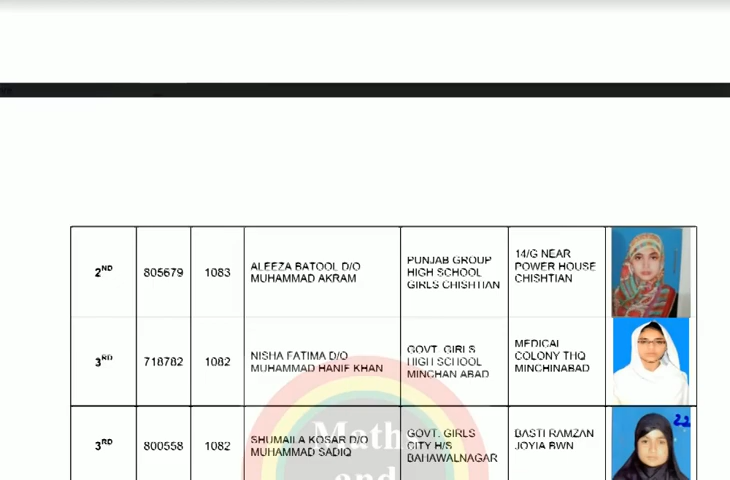 2ND 805679 1083 ALEEZA BATOOL D/O MUHAMMAD AKRAM PUNJAB GROUP HIGH SCHOOL GIRLS CHISHTIAN 14/G NEAR POWER HOUSE CHISHTIAN
3RD 718782 1082 NISHA FATIMA D/O MUHAMMAD HANIF KHAN GOVT GIRLS HIGH SCHOOL MINCHAN ABAD MEDICAL COLONY THQ MINCHINABAD
3RD 800558 1082 SHUMAILA KOSAR D/O MUHAMMAD SADIQ GOVT. GIRLS CITY H/S BAHAWALNAGAR BASTI RAMZAN JOYIA BWN
22
Math
and